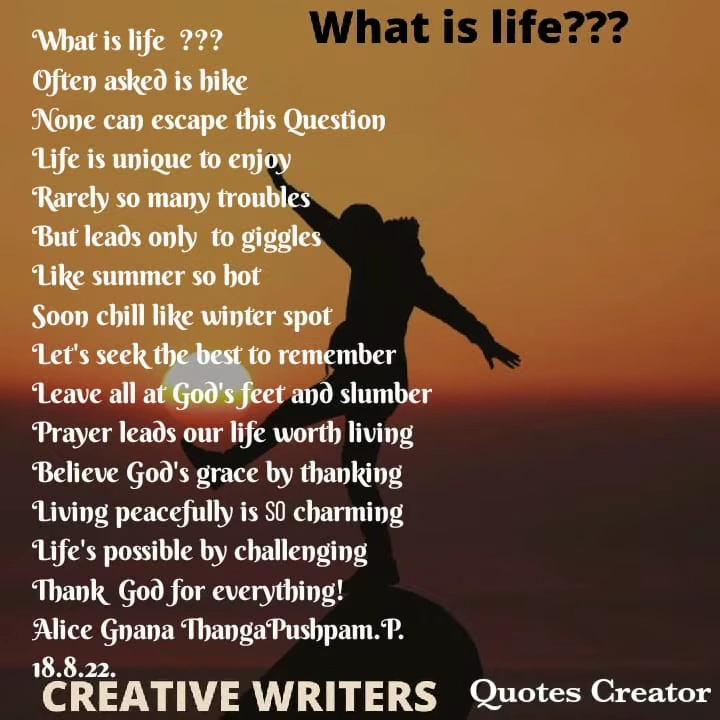 What is life???
What is life ???
Often asked is hike
None can escape this Question
Life is unique to enjoy
Rarely so many troubles
But leads only to giggles
Like summer so hot
Soon chill like winter spot
Let's seek the best to remember
Leave all at God's feet and slumber
Prayer leads our life worth living
Believe God's grace by thanking
Living peacefully is SO charming
Life's possible by challenging
Thank God for everything!
Alice Gnana ThangaPushpam.P.
18.8.22.
CREATIVE WRITERS
Quotes Creator